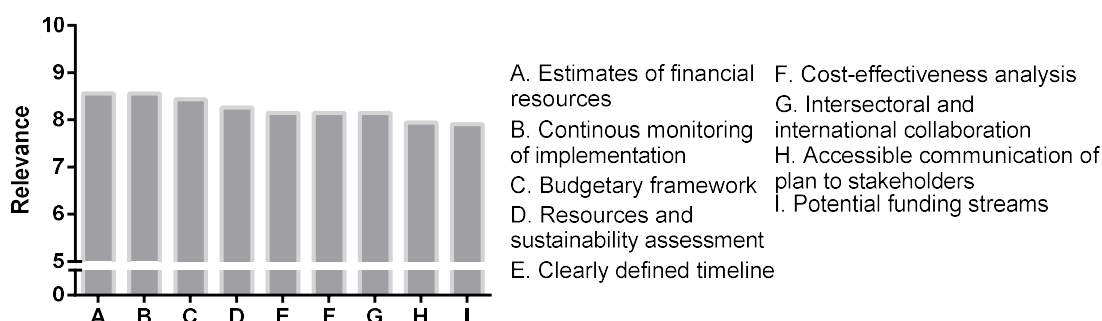 10
9
8
7
6
5
0
Relevance
A B C D E F G H I
A. Estimates of financial
resources
B. Continous monitoring
of implementation
C. Budgetary framework
D. Resources and
sustainability assessment
E. Clearly defined timeline
F. Cost-effectiveness analysis
G. Intersectoral and
international collaboration
H. Accessible communication of
plan to stakeholders
I. Potential funding streams